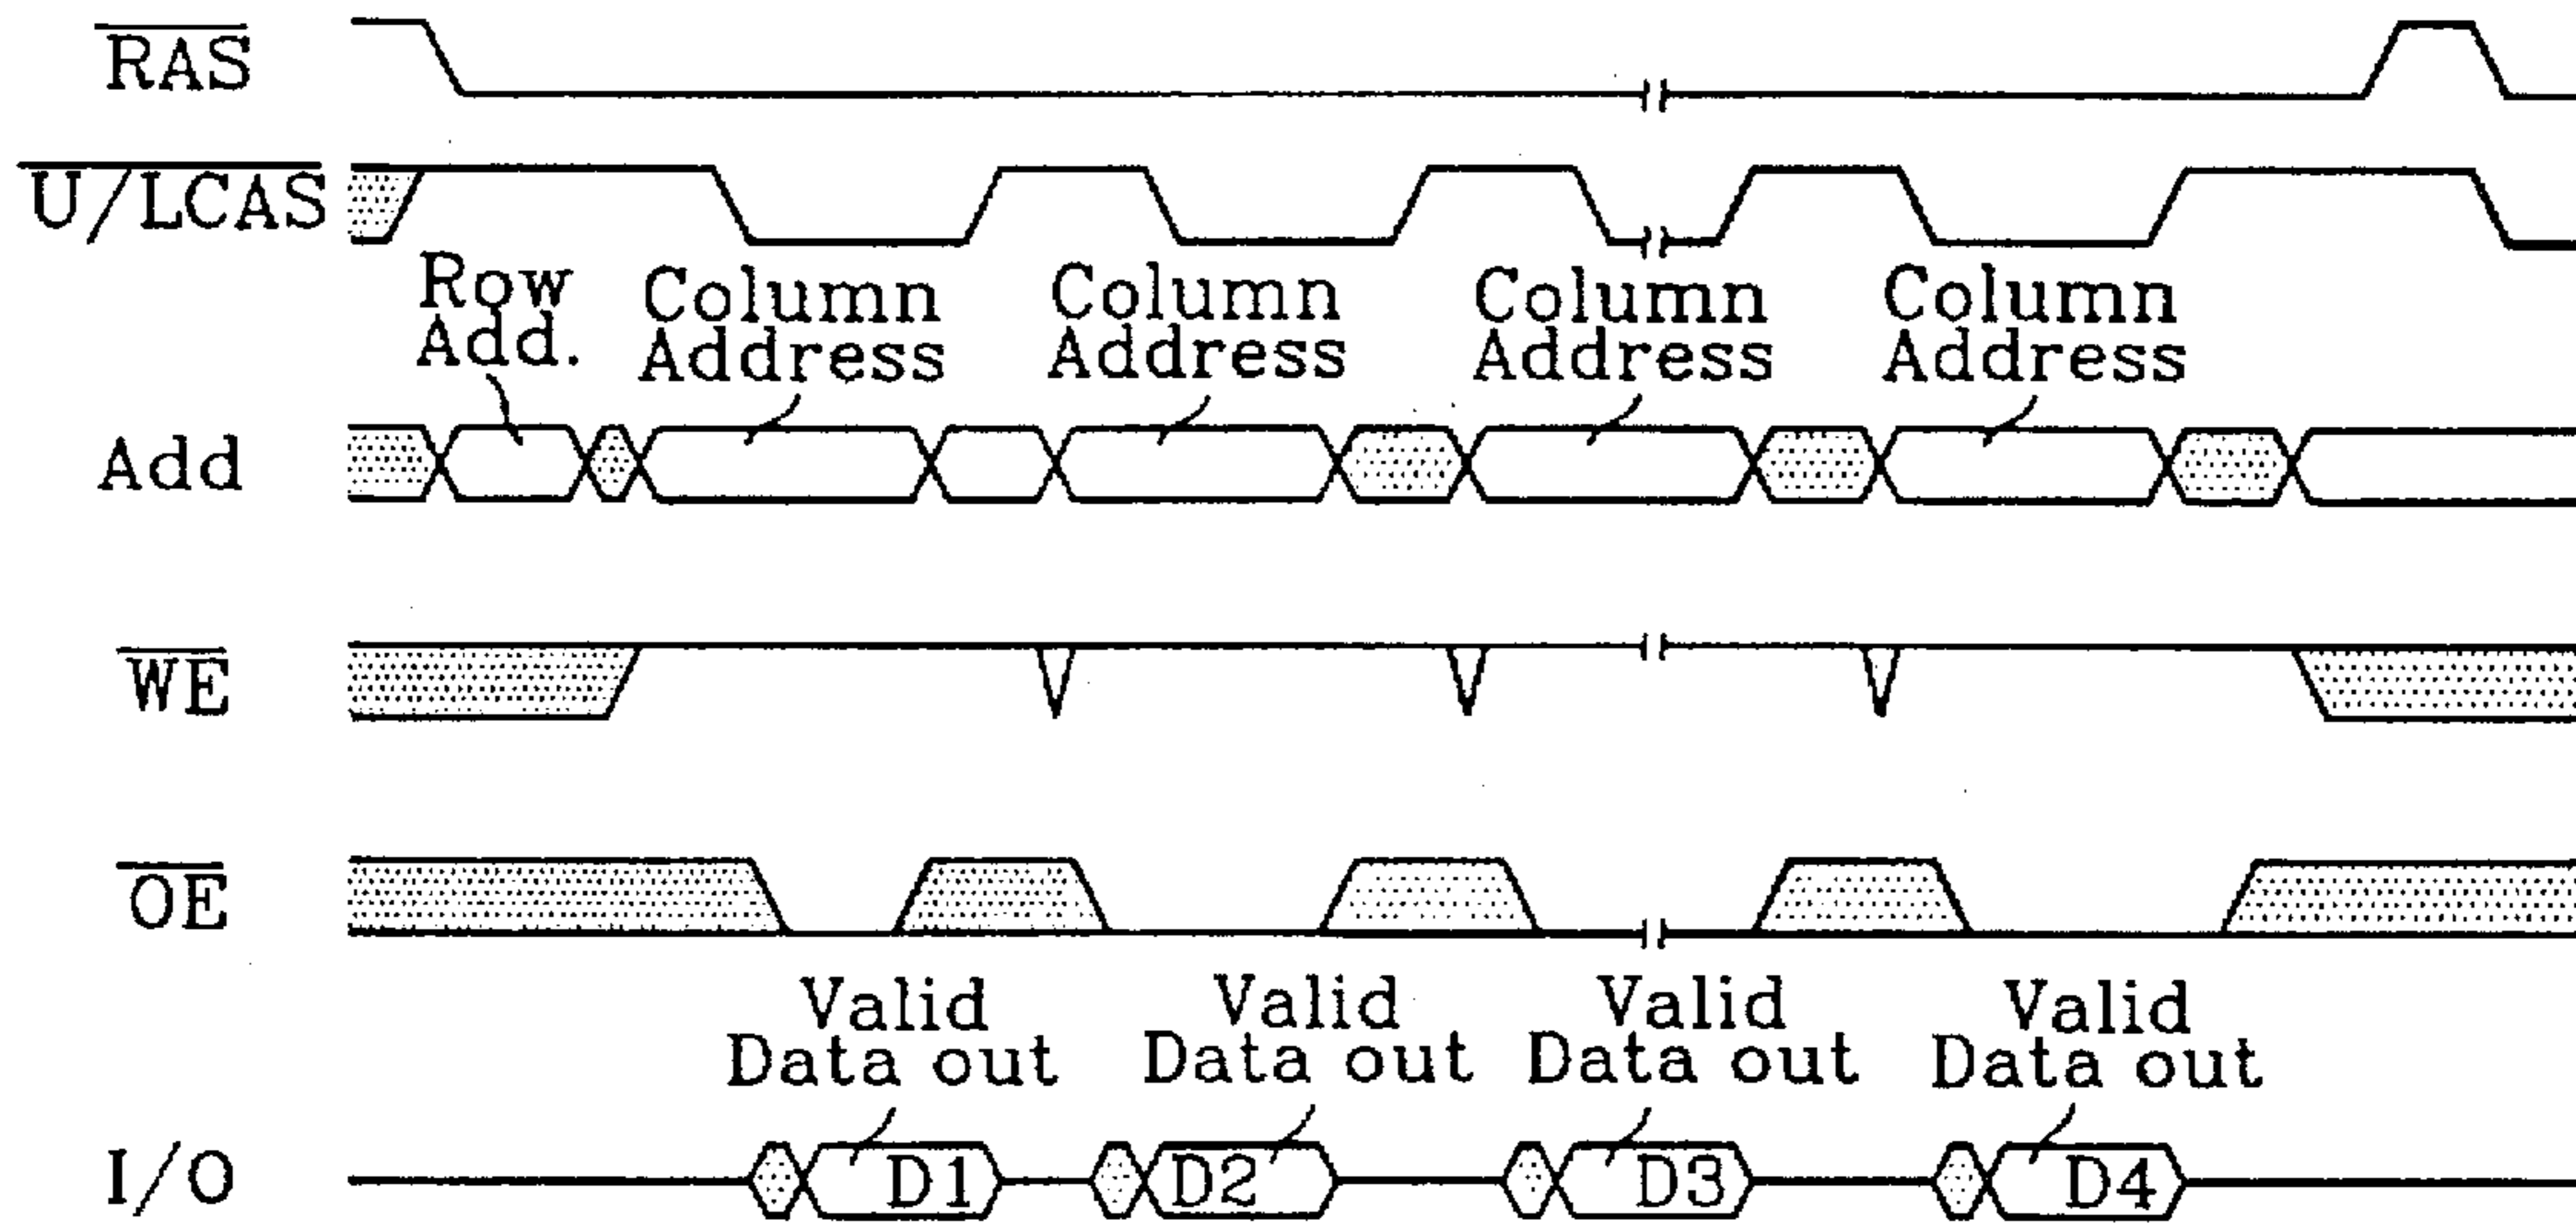 RAS
U/LCAS
Row
Add.
Column
Address
Column
Address
Column
Address
Column
Address
Add
WE
OE
Valid
Data out
Valid
Data out
Valid
Data out
Valid
Data out
I/O
D1
D2
D3
D4